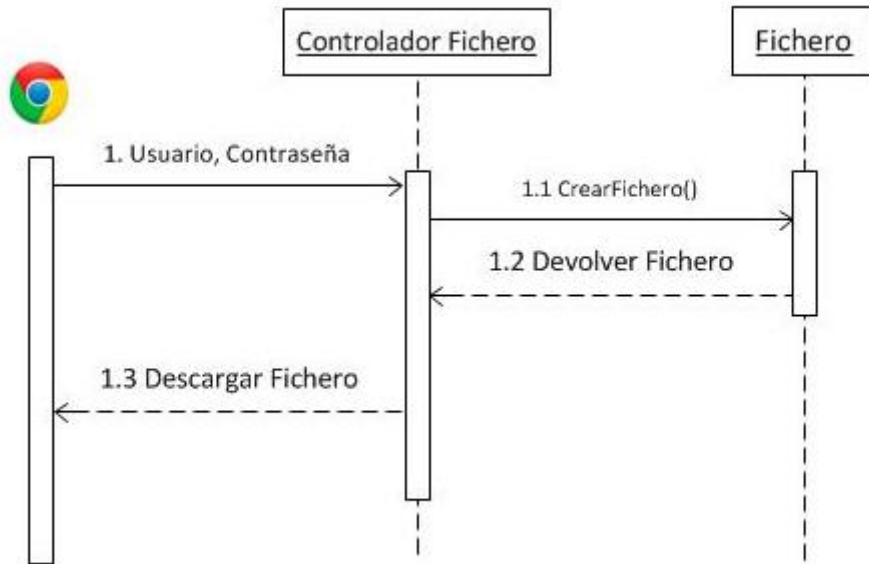 Controlador Fichero
Fichero
1. Usuario, Contraseña
1.1 CrearFichero()
1.2 Devolver Fichero
1.3 Descargar Fichero